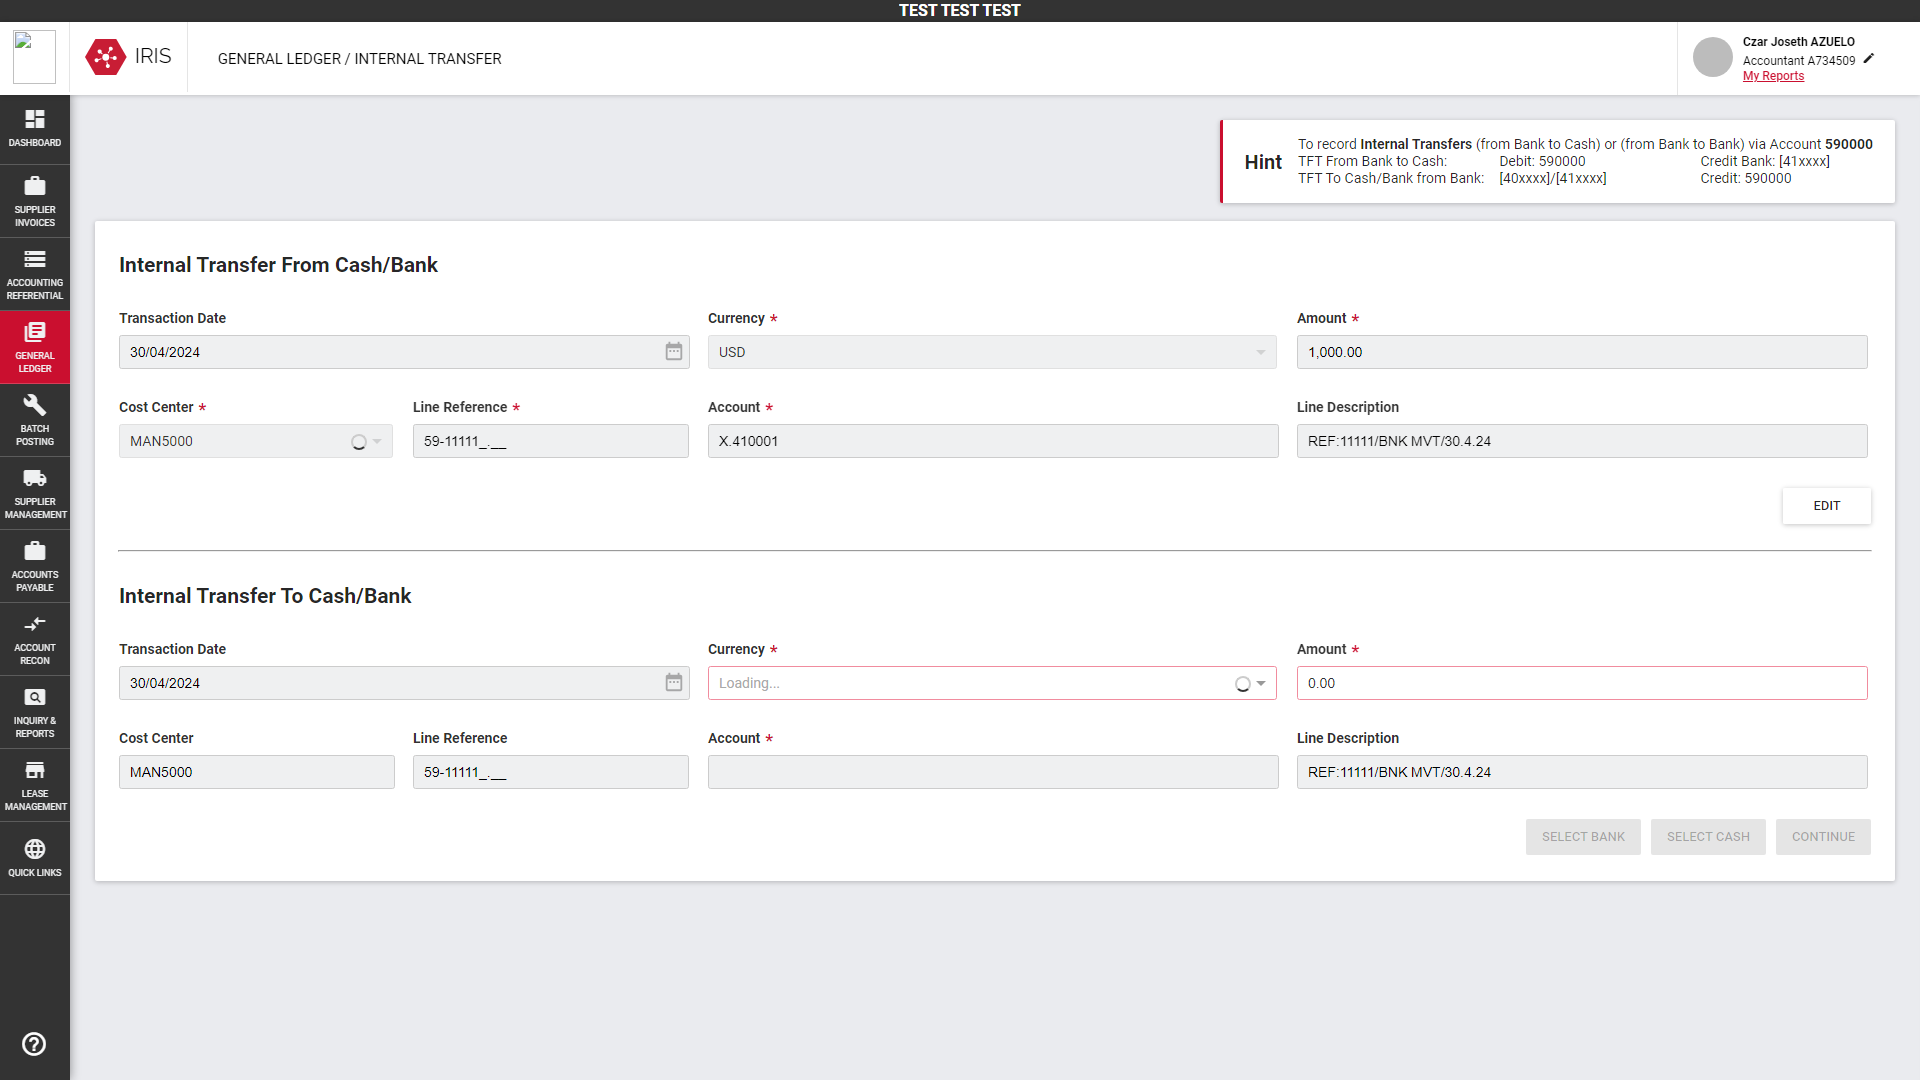 TEST TEST TEST
IRIS
GENERAL LEDGER / INTERNAL TRANSFER
Czar Joseth AZUELO
Accountant A734509
My Reports
DASHBOARD
SUPPLIER
INVOICES
ACCOUNTING
REFERENTIAL
GENERAL
LEDGER
BATCH
POSTING
SUPPLIER
MANAGEMENT
ACCOUNTS
PAYABLE
ACCOUNT
RECON
INQUIRY &
REPORTS
LEASE
MANAGEMENT
QUICK LINKS
Hint
To record Internal Transfers (from Bank to Cash) or (from Bank to Bank) via Account 590000
TFT From Bank to Cash: Debit: 590000 Credit Bank: [41xxxx]
TFT To Cash/Bank from Bank: [40xxxx]/[41xxxx] Credit: 590000
Internal Transfer From Cash/Bank
Transaction Date Currency * Amount *
30/04/2024 USD 1,000.00
Cost Center * Line Reference * Account * Line Description
MAN5000 59-11111_.__ X.410001 REF:11111/BNK MVT/30.4.24
EDIT
Internal Transfer To Cash/Bank
Transaction Date Currency * Amount *
30/04/2024 Loading... 0.00
Cost Center Line Reference Account * Line Description
MAN5000 59-11111_.__ REF:11111/BNK MVT/30.4.24
SELECT BANK SELECT CASH CONTINUE